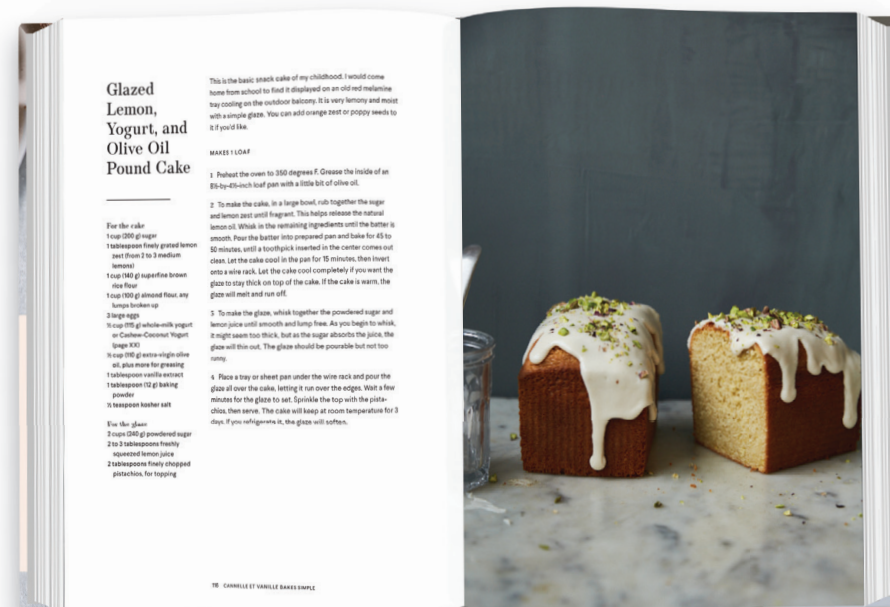 Glazed
Lemon,
Yogurt, and
Olive Oil
Pound Cake
For the cake
1 cup (200 g) sugar
1 tablespoon finely grated lemon
zest (from 2 to 3 medium
lemons)
1 cup (140 g) superfine brown
rice flour
1 cup (100 g) almond flour, any
lumps broken up
3 large eggs
½ cup (115 g) whole-milk yogurt
or Cashew-Coconut Yogurt
(page XX)
½ cup (110 g) extra-virgin olive
oil, plus more for greasing
1 tablespoon vanilla extract
1 tablespoon (12 g) baking
powder
½ teaspoon kosher salt
For the glaze
2 cups (240 g) powdered sugar
2 to 3 tablespoons freshly
squeezed lemon juice
2 tablespoons finely chopped
pistachios, for topping
This is the basic snack cake of my childhood. I would come
home from school to find it displayed on an old red melamine
tray cooling on the outdoor balcony. It is very lemony and moist
with a simple glaze. You can add orange zest or poppy seeds to
it if you'd like.
MAKES 1 LOAF
1 Preheat the oven to 350 degrees F. Grease the inside of an
8½-by-4½-inch loaf pan with a little bit of olive oil.
2 To make the cake, in a large bowl, rub together the sugar
and lemon zest until fragrant. This helps release the natural
lemon oil. Whisk in the remaining ingredients until the batter is
smooth. Pour the batter into prepared pan and bake for 45 to
50 minutes, until a toothpick inserted in the center comes out
clean. Let the cake cool in the pan for 15 minutes, then invert
onto a wire rack. Let the cake cool completely if you want the
glaze to stay thick on top of the cake. If the cake is warm, the
glaze will melt and run off.
3 To make the glaze, whisk together the powdered sugar and
lemon juice until smooth and lump free. As you begin to whisk,
it might seem too thick, but as the sugar absorbs the juice, the
glaze will thin out. The glaze should be pourable but not too
runny.
4 Place a tray or sheet pan under the wire rack and pour the
glaze all over the cake, letting it run over the edges. Wait a few
minutes for the glaze to set. Sprinkle the top with the pista-
chios, then serve. The cake will keep at room temperature for 3
days. If you refrigerate it, the glaze will soften.
CANNELLE ET VANILLE BAKES SIMPLE